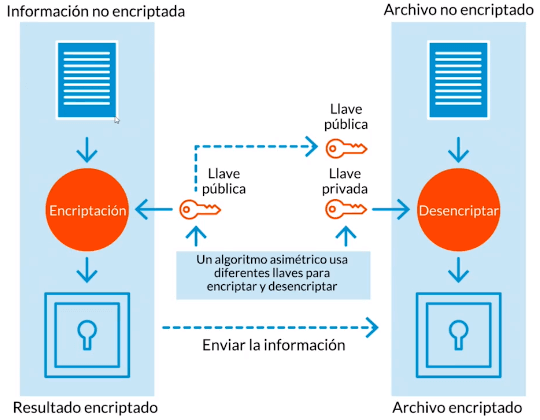 Información no encriptada
Archivo no encriptado
Llave
pública
Llave
pública
Llave
privada
Encriptación
Desencriptar
Un algoritmo asimétrico usa
diferentes llaves para
encriptar y desencriptar
Enviar la información
Resultado encriptado
Archivo encriptado